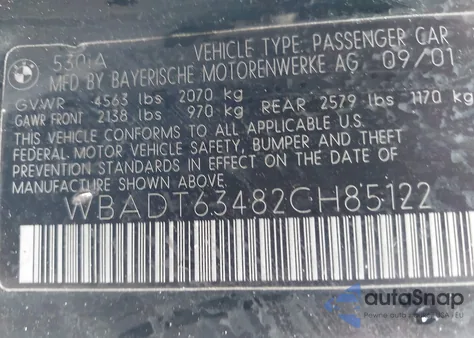 530iA VEHICLE TYPE: PASSENGER CAR
MFD BY BAYERISCHE MOTORENWERKE AG 09/01
GVWR 4563 lbs 2070 kg
GAWR FRONT 2138 lbs 970 kg REAR 2579 lbs 1170 kg
THIS VEHICLE CONFORMS TO ALL APPLICABLE U.S.
FEDERAL MOTOR VEHICLE SAFETY, BUMPER AND THEFT
PREVENTION STANDARDS IN EFFECT ON THE DATE OF
MANUFACTURE SHOWN ABOVE.
WBADT63482CH85122
autoSnap